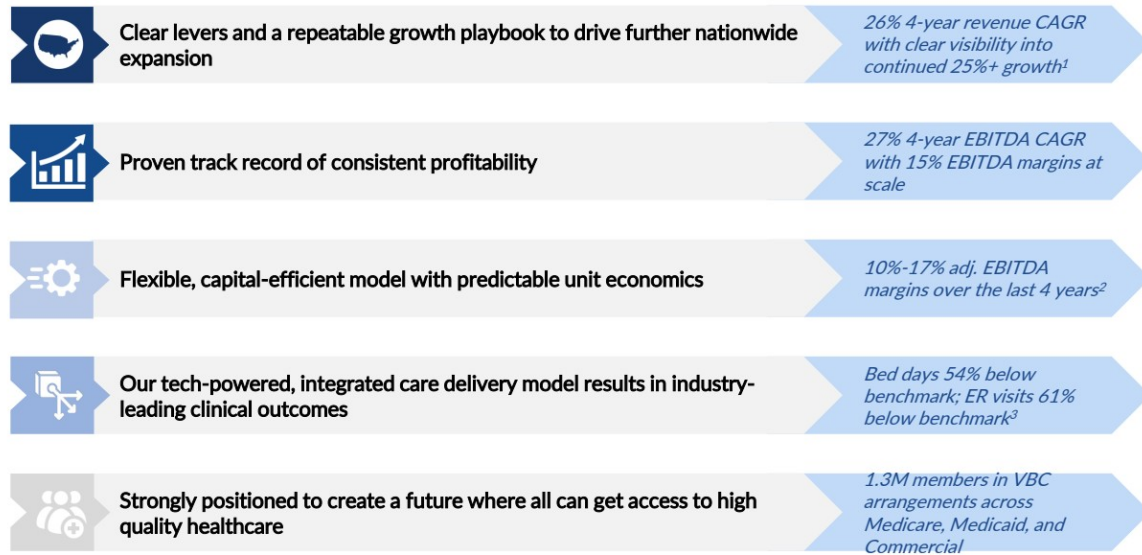 Clear levers and a repeatable growth playbook to drive further nationwide
expansion
26% 4-year revenue CAGR
with clear visibility into
continued 25%+ growth¹
Proven track record of consistent profitability
27% 4-year EBITDA CAGR
with 15% EBITDA margins at
scale
Flexible, capital-efficient model with predictable unit economics
10%-17% adj. EBITDA
margins over the last 4 years²
Our tech-powered, integrated care delivery model results in industry-
leading clinical outcomes
Bed days 54% below
benchmark; ER visits 61%
below benchmark³
Strongly positioned to create a future where all can get access to high
quality healthcare
1.3M members in VBC
arrangements across
Medicare, Medicaid, and
Commercial